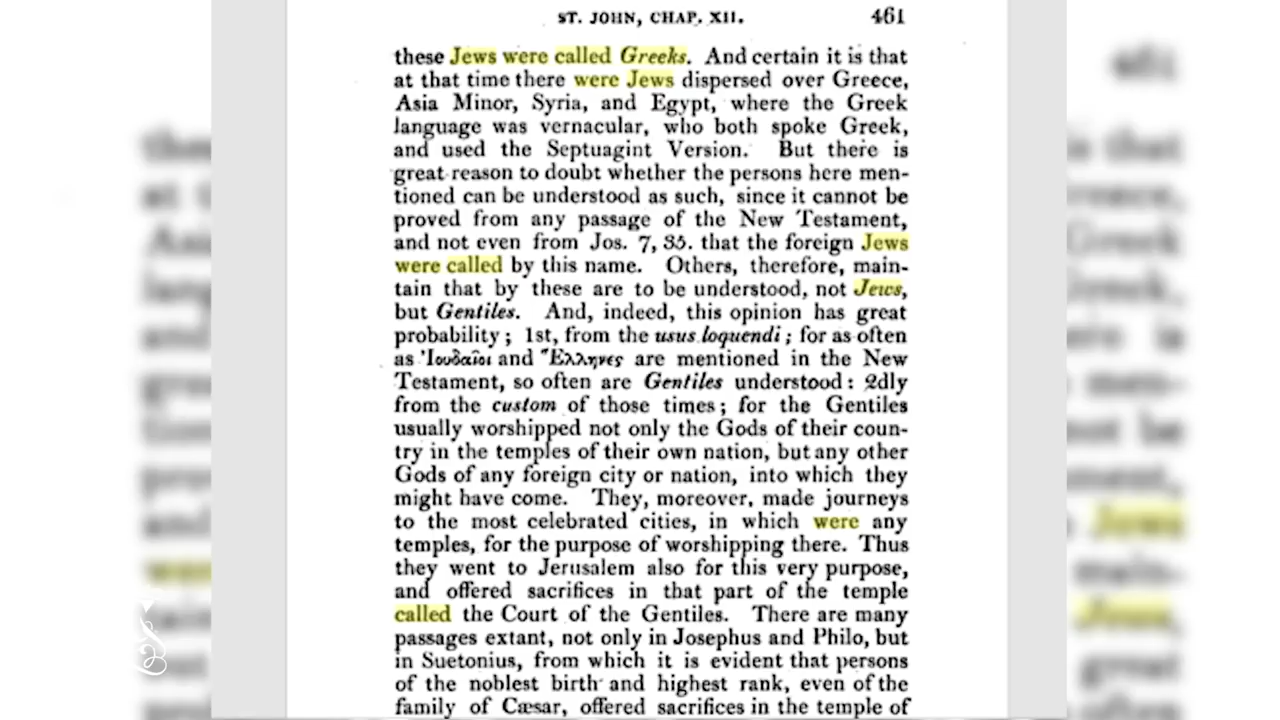 ST. JOHN, CHAP. XII. 461
these Jews were called Greeks. And certain it is that
at that time there were Jews dispersed over Greece,
Asia Minor, Syria, and Egypt, where the Greek
language was vernacular, who both spoke Greek,
and used the Septuagint Version. But there is
great reason to doubt whether the persons here men-
tioned can be understood as such, since it cannot be
proved from any passage of the New Testament,
and not even from Jos. 7, 35. that the foreign Jews
were called by this name. Others, therefore, main-
tain that by these are to be understood, not Jews,
but Gentiles. And, indeed, this opinion has great
probability; 1st, from the usus loquendi; for as often
as Ἰουδαῖοι and Ἕλληνες are mentioned in the New
Testament, so often are Gentiles understood: 2dly
from the custom of those times; for the Gentiles
usually worshipped not only the Gods of their coun-
try in the temples of their own nation, but any other
Gods of any foreign city or nation, into which they
might have come. They, moreover, made journeys
to the most celebrated cities, in which were any
temples, for the purpose of worshipping there. Thus
they went to Jerusalem also for this very purpose,
and offered sacrifices in that part of the temple
called the Court of the Gentiles. There are many
passages extant, not only in Josephus and Philo, but
in Suetonius, from which it is evident that persons
of the noblest birth and highest rank, even of the
family of Cæsar, offered sacrifices in the temple of